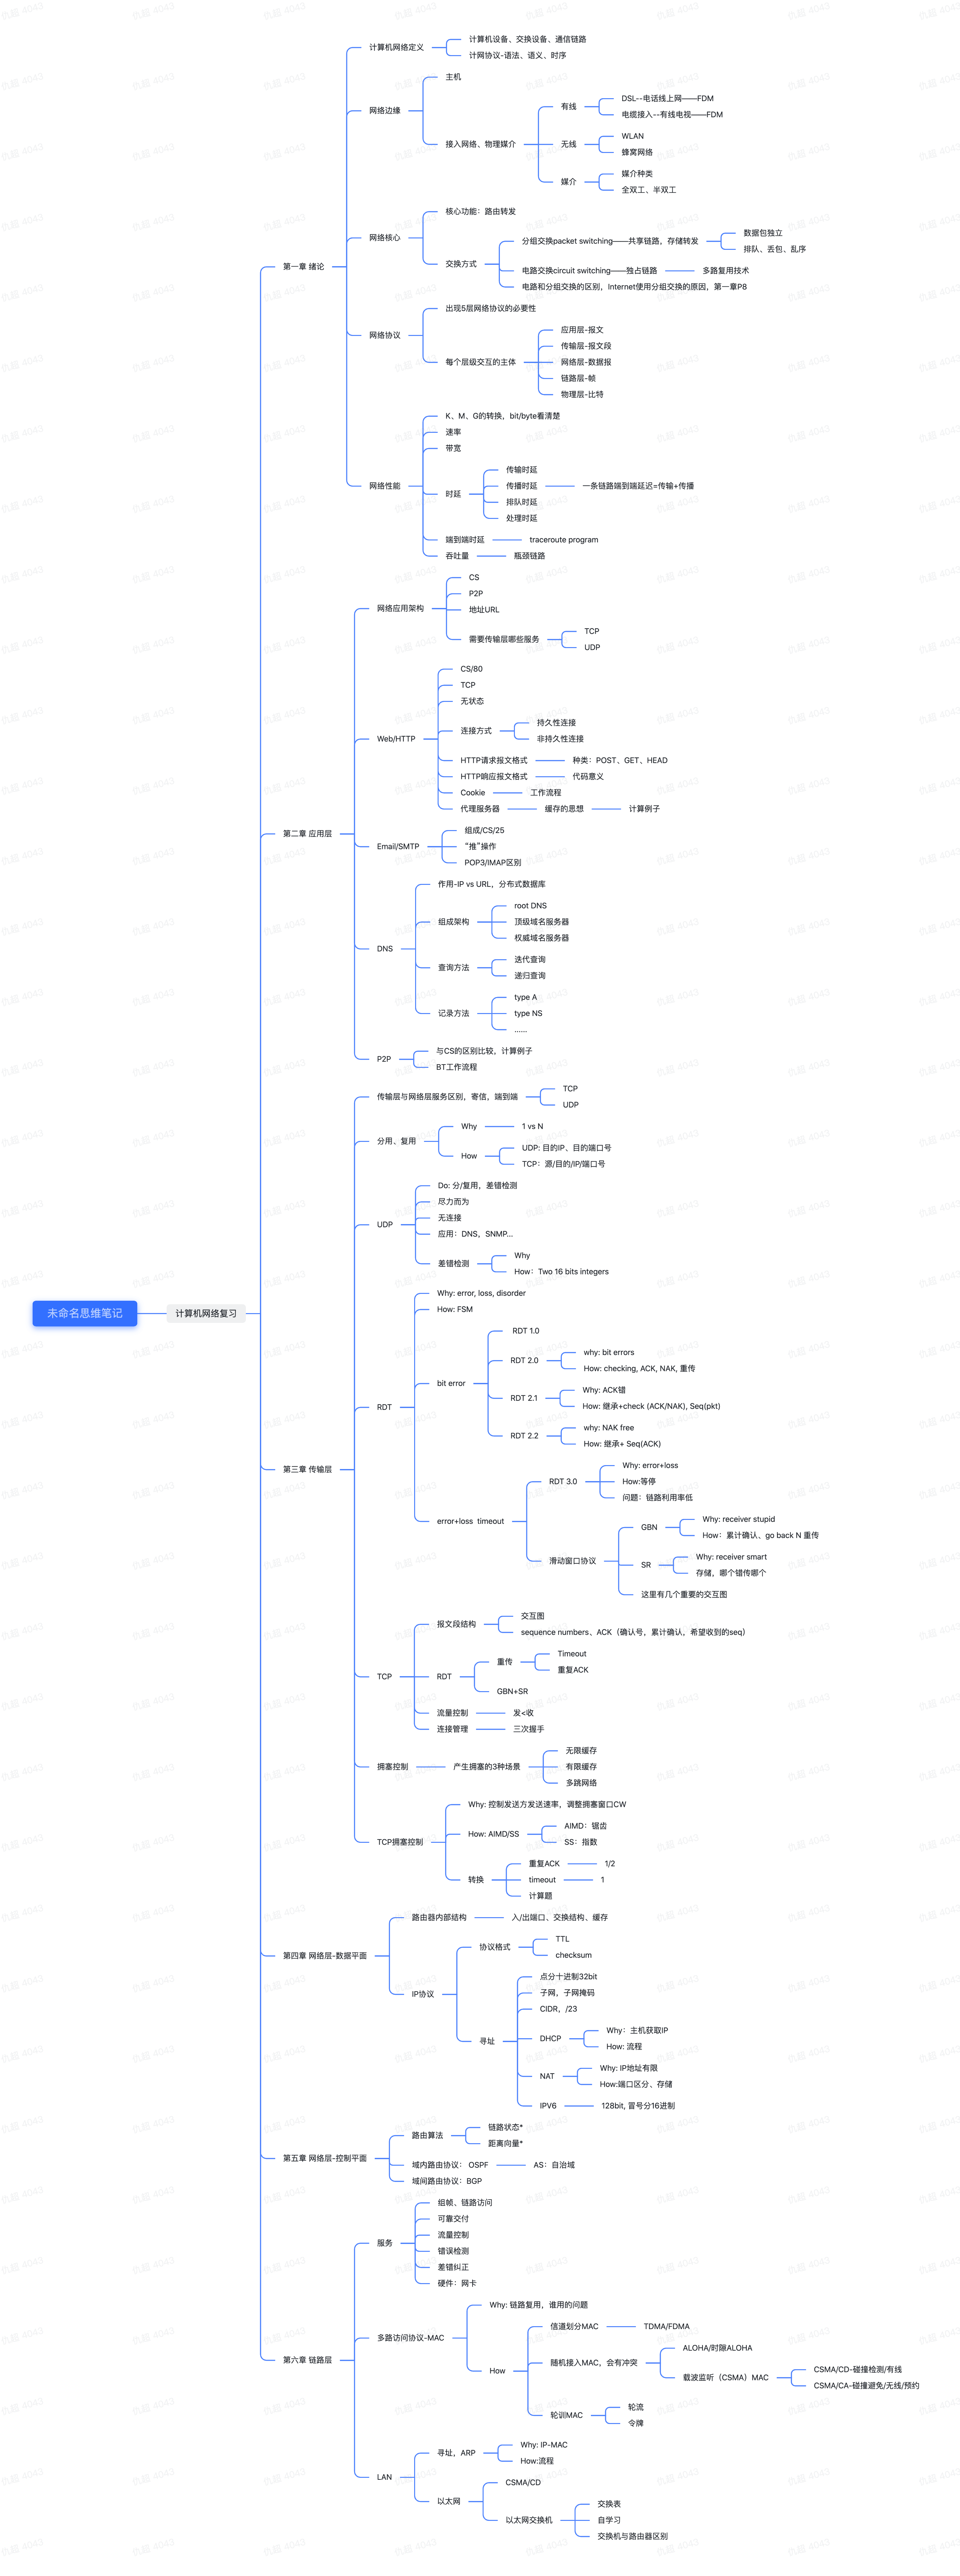 未命名思维笔记
计算机网络复习
第一章 绪论
计算机网络定义
计算机设备、交换设备、通信链路
计网协议-语法、语义、时序
网络边缘
主机
接入网络、物理媒介
有线
DSL--电话线上网——FDM
电缆接入--有线电视——FDM
无线
WLAN
蜂窝网络
媒介
媒介种类
全双工、半双工
网络核心
核心功能：路由转发
交换方式
分组交换packet switching——共享链路，存储转发
数据包独立
排队、丢包、乱序
电路交换circuit switching——独占链路
多路复用技术
电路和分组交换的区别，Internet使用分组交换的原因，第一章P8
网络协议
出现5层网络协议的必要性
每个层级交互的主体
应用层-报文
传输层-报文段
网络层-数据报
链路层-帧
物理层-比特
网络性能
K、M、G的转换，bit/byte看清楚
速率
带宽
时延
传输时延
传播时延
一条链路端到端延迟=传输+传播
排队时延
处理时延
端到端时延
traceroute program
吞吐量
瓶颈链路
第二章 应用层
网络应用架构
CS
P2P
地址URL
需要传输层哪些服务
TCP
UDP
Web/HTTP
CS/80
TCP
无状态
连接方式
持久性连接
非持久性连接
HTTP请求报文格式
种类：POST、GET、HEAD
HTTP响应报文格式
代码意义
Cookie
工作流程
代理服务器
缓存的思想
计算例子
Email/SMTP
组成/CS/25
“推”操作
POP3/IMAP区别
DNS
作用-IP vs URL，分布式数据库
组成架构
root DNS
顶级域名服务器
权威域名服务器
查询方法
迭代查询
递归查询
记录方法
type A
type NS
......
P2P
与CS的区别比较，计算例子
BT工作流程
第三章 传输层
传输层与网络层服务区别，寄信，端到端
TCP
UDP
分用、复用
Why
1 vs N
How
UDP: 目的IP、目的端口号
TCP：源/目的/IP/端口号
UDP
Do: 分/复用，差错检测
尽力而为
无连接
应用：DNS，SNMP...
差错检测
Why
How：Two 16 bits integers
RDT
Why: error, loss, disorder
How: FSM
bit error
RDT 1.0
RDT 2.0
why: bit errors
How: checking, ACK, NAK, 重传
RDT 2.1
Why: ACK错
How: 继承+check (ACK/NAK), Seq(pkt)
RDT 2.2
why: NAK free
How: 继承+ Seq(ACK)
error+loss timeout
RDT 3.0
Why: error+loss
How:等停
问题：链路利用率低
滑动窗口协议
GBN
Why: receiver stupid
How：累计确认、go back N 重传
SR
Why: receiver smart
存储，哪个错传哪个
这里有几个重要的交互图
TCP
报文段结构
交互图
sequence numbers、ACK（确认号，累计确认，希望收到的seq）
RDT
重传
Timeout
重复ACK
GBN+SR
流量控制
发<收
连接管理
三次握手
拥塞控制
产生拥塞的3种场景
无限缓存
有限缓存
多跳网络
TCP拥塞控制
Why: 控制发送方发送速率，调整拥塞窗口CW
How: AIMD/SS
AIMD：锯齿
SS：指数
转换
重复ACK
1/2
timeout
1
计算题
第四章 网络层-数据平面
路由器内部结构
入/出端口、交换结构、缓存
IP协议
协议格式
TTL
checksum
寻址
点分十进制32bit
子网，子网掩码
CIDR，/23
DHCP
Why：主机获取IP
How: 流程
NAT
Why: IP地址有限
How:端口区分、存储
IPV6
128bit, 冒号分16进制
第五章 网络层-控制平面
路由算法
链路状态*
距离向量*
域内路由协议： OSPF
AS：自治域
域间路由协议：BGP
第六章 链路层
服务
组帧、链路访问
可靠交付
流量控制
错误检测
差错纠正
硬件：网卡
多路访问协议-MAC
Why: 链路复用，谁用的问题
How
信道划分MAC
TDMA/FDMA
随机接入MAC，会有冲突
ALOHA/时隙ALOHA
载波监听（CSMA）MAC
CSMA/CD-碰撞检测/有线
CSMA/CA-碰撞避免/无线/预约
轮训MAC
轮流
令牌
LAN
寻址，ARP
Why: IP-MAC
How:流程
以太网
CSMA/CD
以太网交换机
交换表
自学习
交换机与路由器区别
仇超 4043